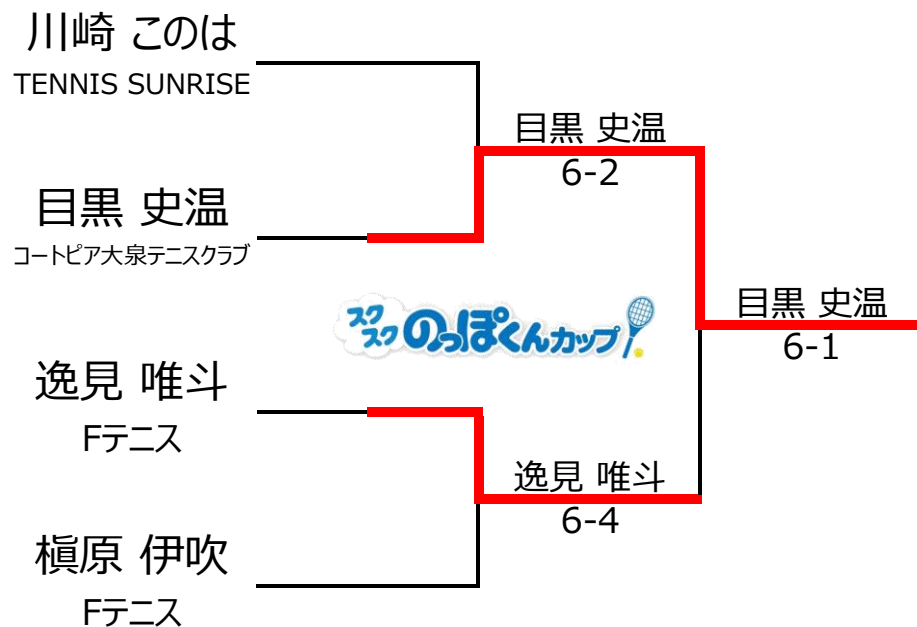 川崎 このは
TENNIS SUNRISE
目黒 史温
6-2
目黒 史温
コートピア大泉テニスクラブ
スクスクのっぽくんカップ
目黒 史温
6-1
逸見 唯斗
Fテニス
逸見 唯斗
6-4
槇原 伊吹
Fテニス